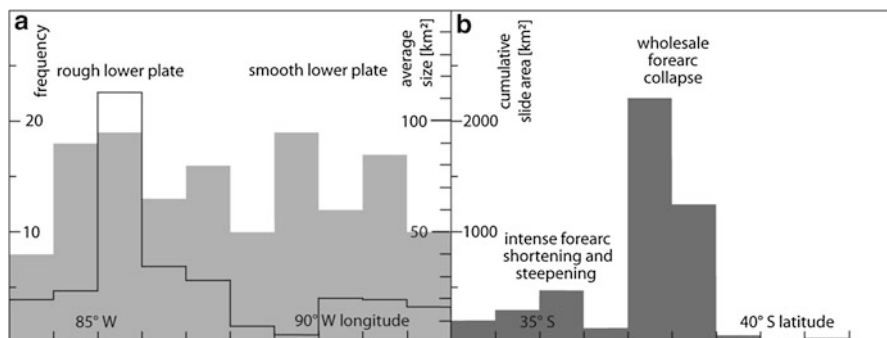 a
frequency
rough lower plate
smooth lower plate
average
size [km²]
20
100
10
50
85° W
90° W longitude
b
cumulative
slide area [km²]
wholesale
forearc
collapse
2000
1000
intense forearc
shortening and
steepening
35° S
40° S latitude